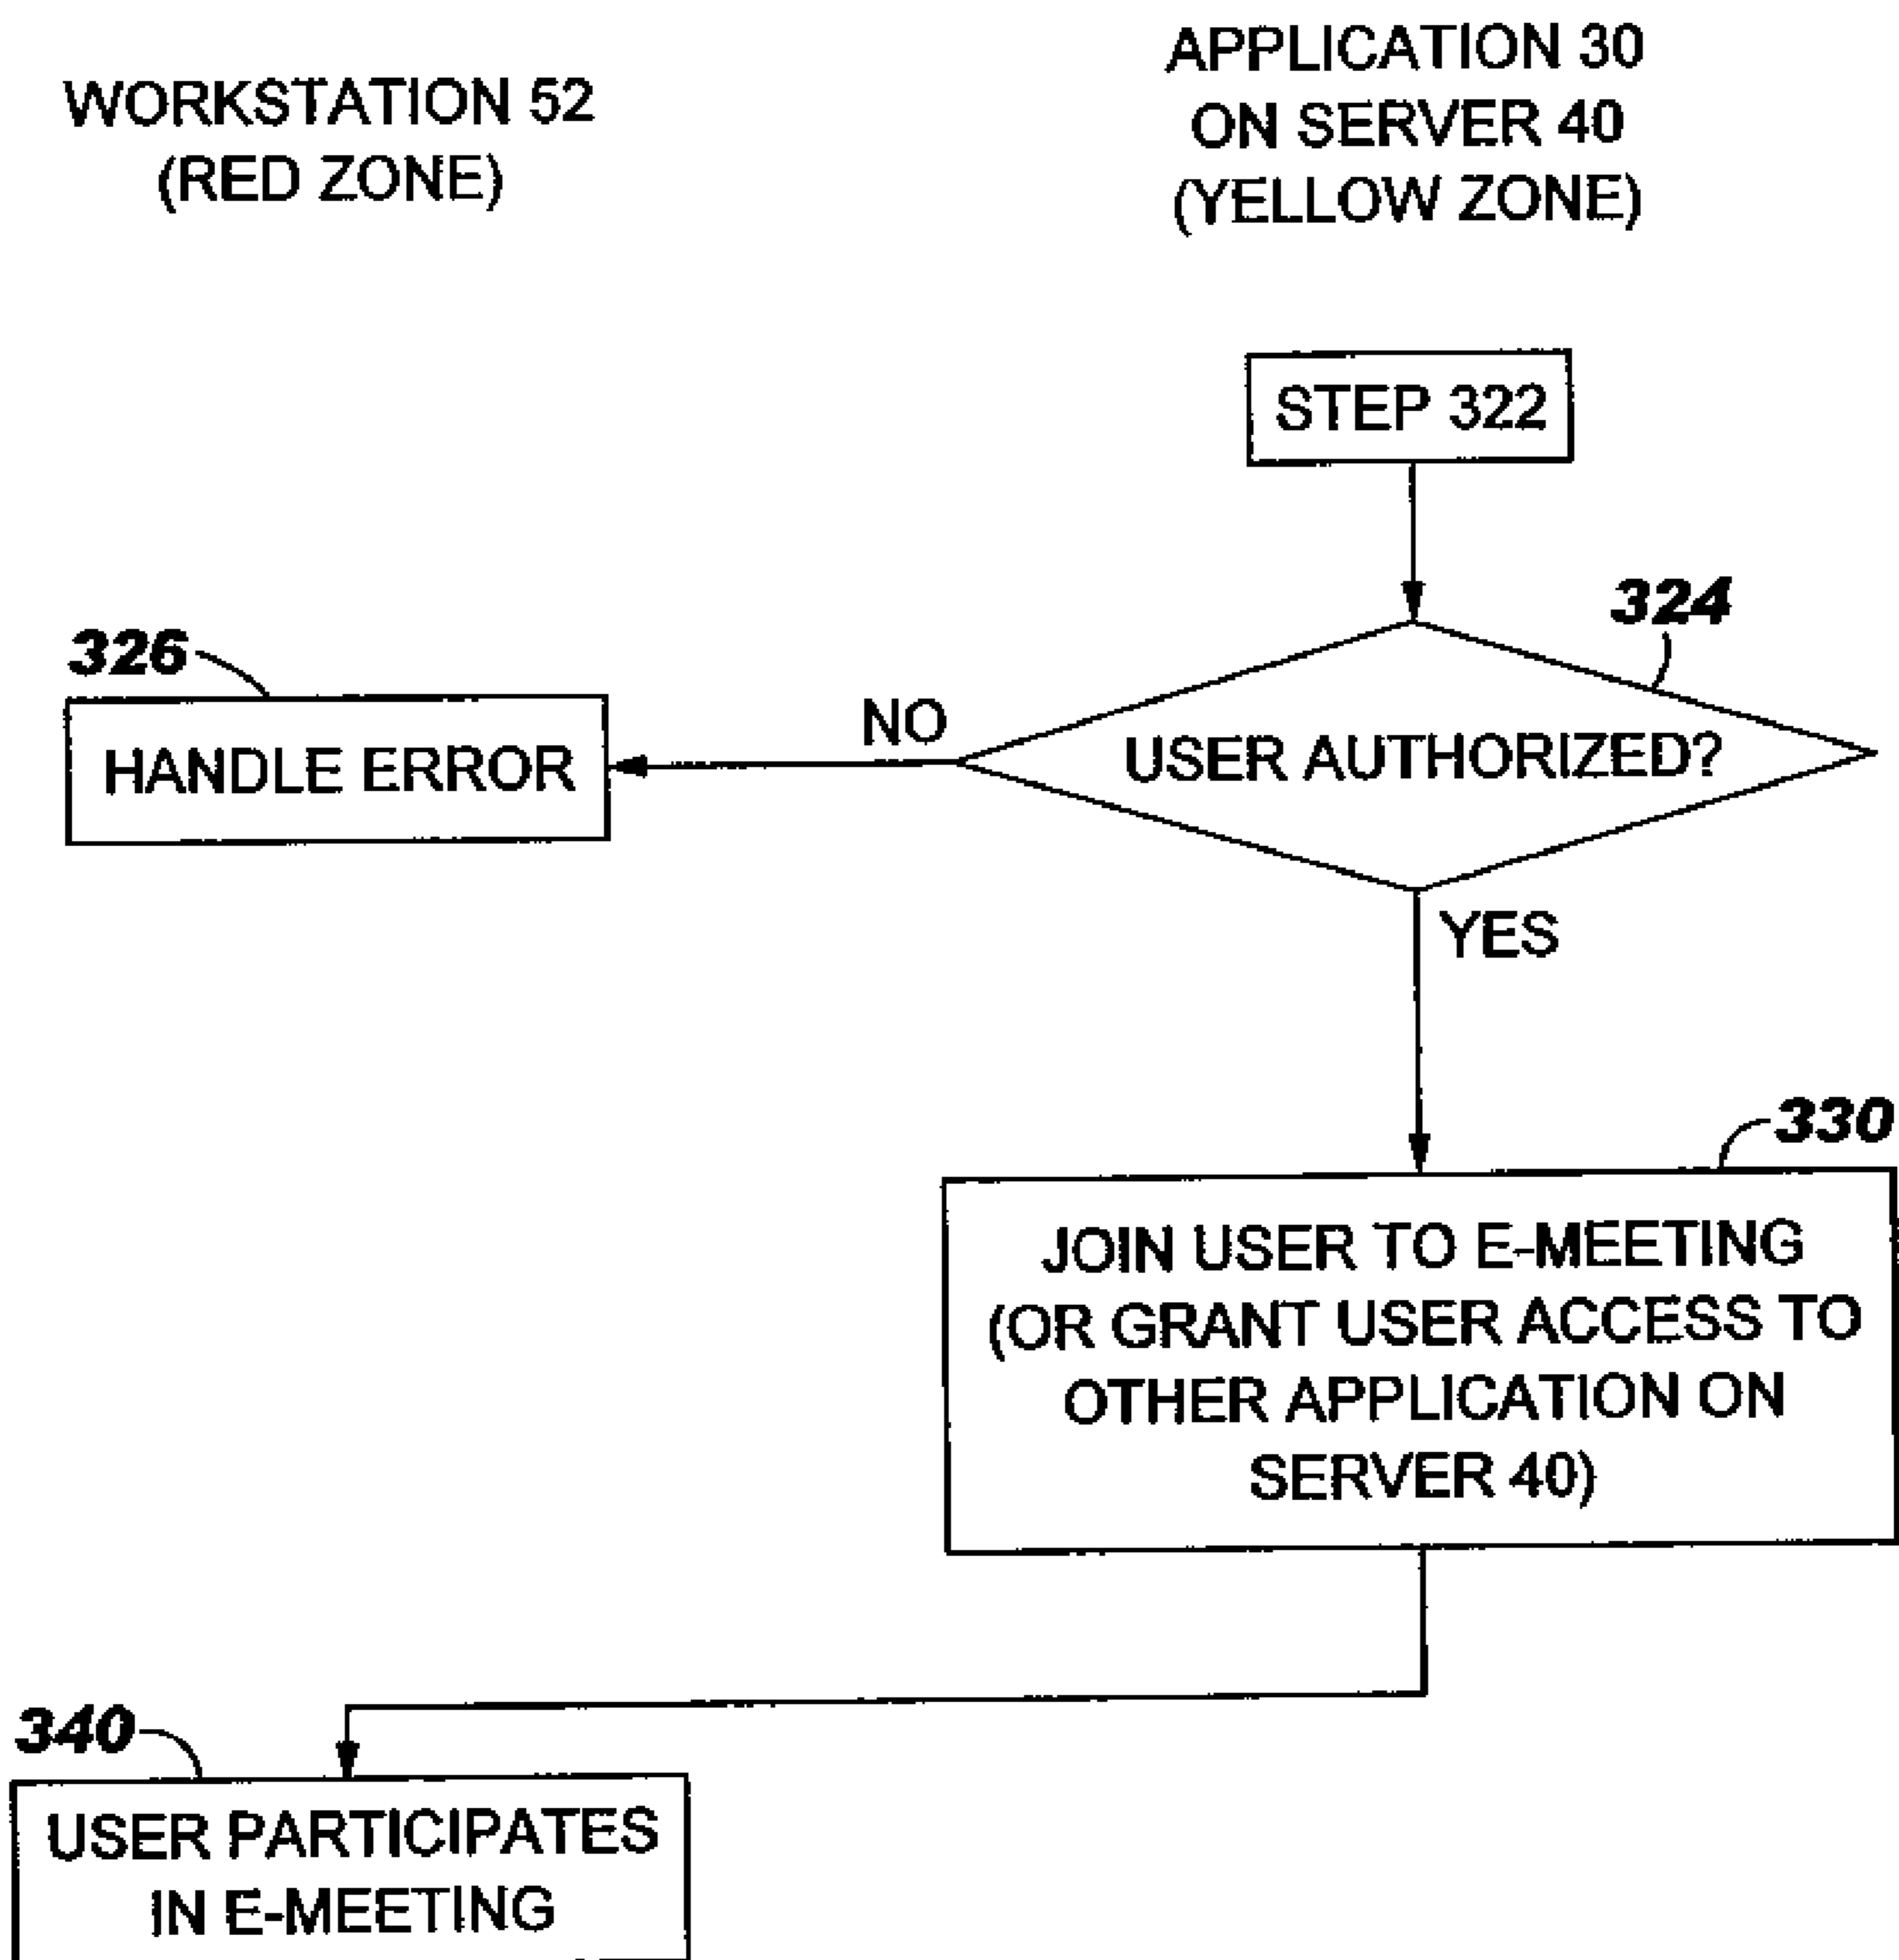 WORKSTATION 52
(RED ZONE)
APPLICATION 30
ON SERVER 40
(YELLOW ZONE)
STEP 322
324
USER AUTHORIZED?
NO
326
HANDLE ERROR
YES
330
JOIN USER TO E-MEETING
(OR GRANT USER ACCESS TO
OTHER APPLICATION ON
SERVER 40)
340
USER PARTICIPATES
IN E-MEETING